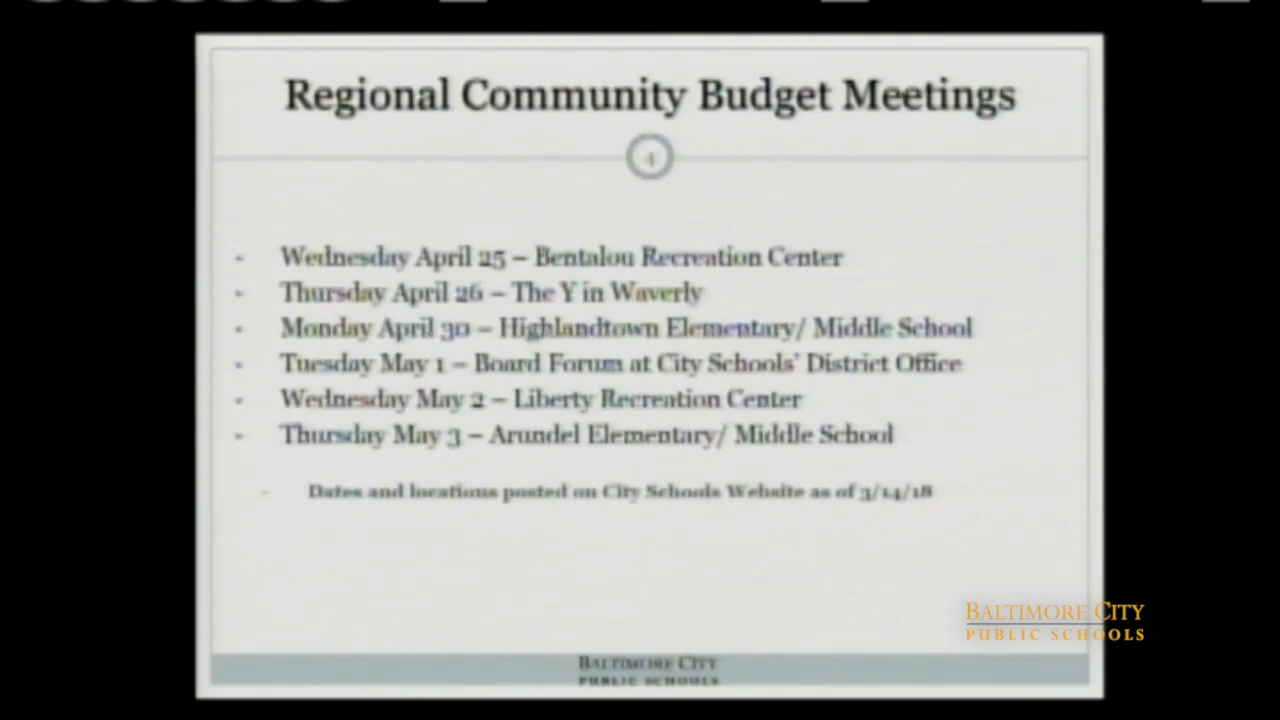 Regional Community Budget Meetings
4
- Wednesday April 25 – Bentalou Recreation Center
- Thursday April 26 – The Y in Waverly
- Monday April 30 – Highlandtown Elementary/ Middle School
- Tuesday May 1 – Board Forum at City Schools' District Office
- Wednesday May 2 – Liberty Recreation Center
- Thursday May 3 – Arundel Elementary/ Middle School
- Dates and locations posted on City Schools Website as of 3/14/18
BALTIMORE CITY
PUBLIC SCHOOLS
BALTIMORE CITY
PUBLIC SCHOOLS